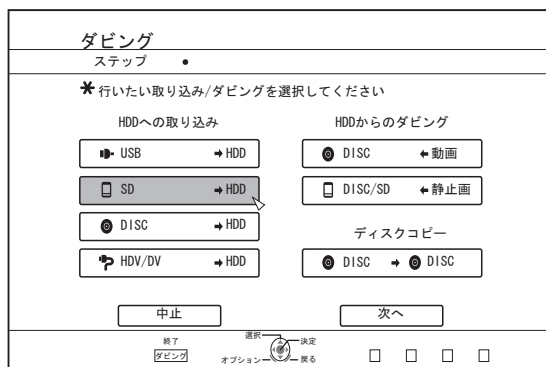 ダビング
ステップ
行いたい取り込み/ダビングを選択してください
HDDへの取り込み
USB → HDD
SD → HDD
DISC → HDD
HDV/DV → HDD
HDDからのダビング
DISC ← 動画
DISC/SD ← 静止画
ディスクコピー
DISC → DISC
中止
次へ
終了
ダビング
選択
決定
オプション
戻る